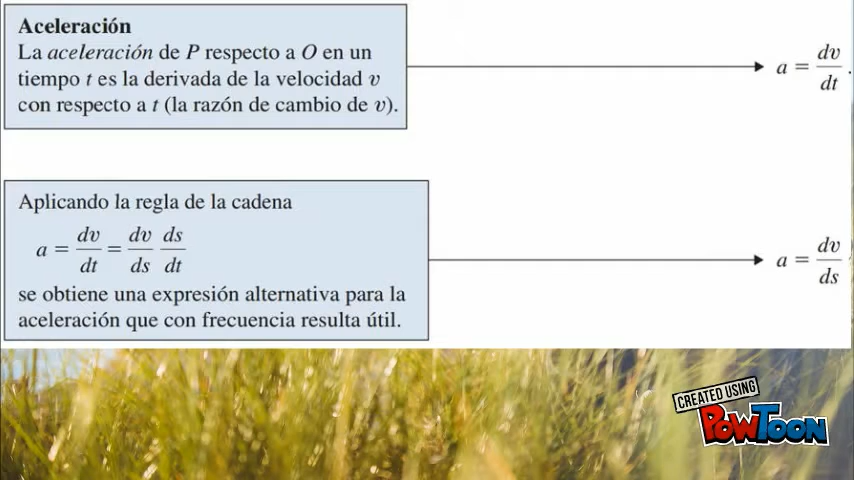 Aceleración
La aceleración de P respecto a O en un
tiempo t es la derivada de la velocidad v
con respecto a t (la razón de cambio de v).
a = dv/dt.
Aplicando la regla de la cadena
a = dv/dt = dv/ds ds/dt
se obtiene una expresión alternativa para la
aceleración que con frecuencia resulta útil.
a = dv/ds
CREATED USING
POWTOON